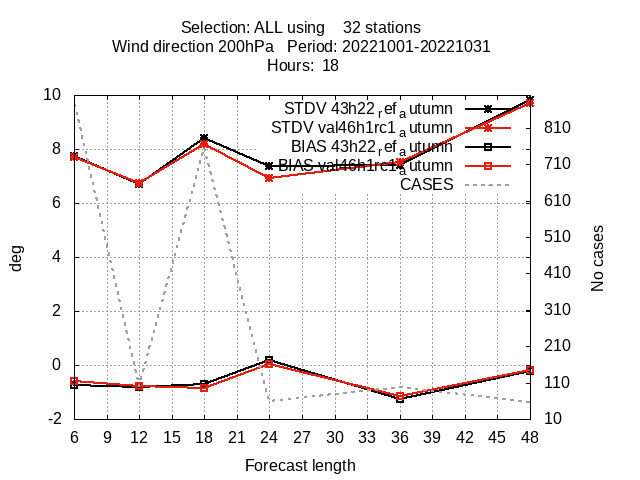 Selection: ALL using    32 stations
Wind direction 200hPa   Period: 20221001-20221031
Hours: 18
STDV 43h22_ref_autumn
STDV val46h1rc1_autumn
BIAS 43h22_ref_autumn
BIAS val46h1rc1_autumn
CASES
10
8
6
4
2
0
-2
deg
810
710
610
510
410
310
210
110
10
No cases
6 9 12 15 18 21 24 27 30 33 36 39 42 45 48
Forecast length